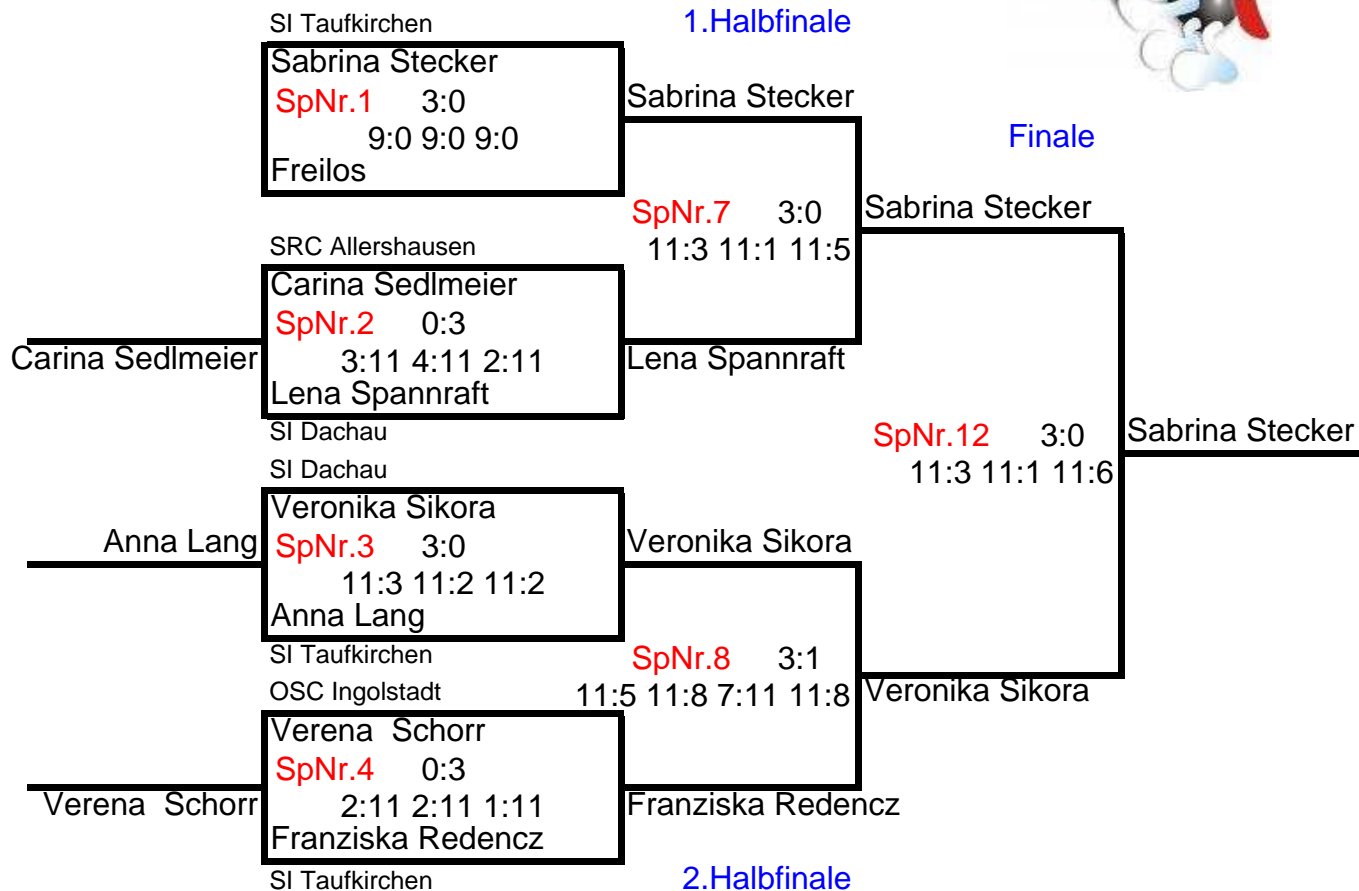 SI Taufkirchen
1.Halbfinale
Sabrina Stecker
SpNr.1 3:0
Sabrina Stecker
9:0 9:0 9:0
Finale
Freilos
SpNr.7 3:0
Sabrina Stecker
SRC Allershausen
11:3 11:1 11:5
Carina Sedlmeier
SpNr.2 0:3
Carina Sedlmeier
3:11 4:11 2:11
Lena Spannraft
Lena Spannraft
SI Dachau
SpNr.12 3:0
Sabrina Stecker
SI Dachau
11:3 11:1 11:6
Veronika Sikora
Anna Lang
SpNr.3 3:0
Veronika Sikora
11:3 11:2 11:2
Anna Lang
SI Taufkirchen
SpNr.8 3:1
OSC Ingolstadt
11:5 11:8 7:11 11:8
Veronika Sikora
Verena  Schorr
SpNr.4 0:3
Verena  Schorr
2:11 2:11 1:11
Franziska Redencz
Franziska Redencz
SI Taufkirchen
2.Halbfinale